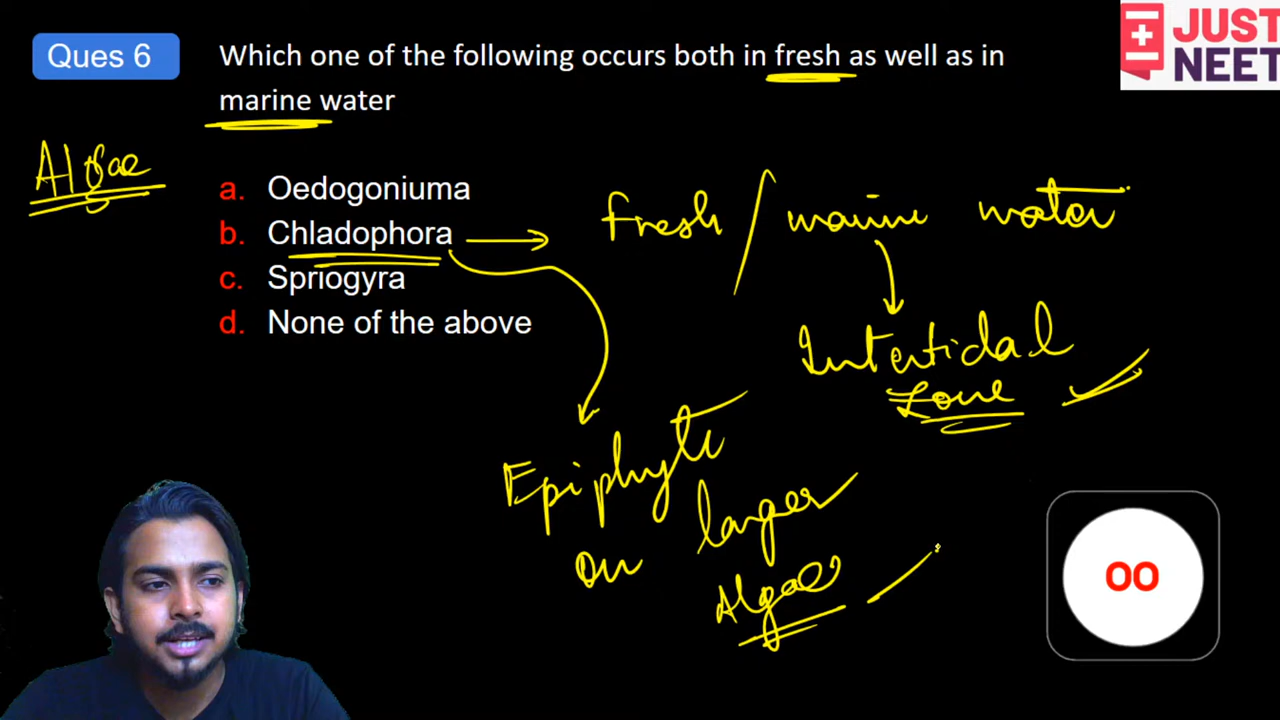 Ques 6
Which one of the following occurs both in fresh as well as in
marine water
JUST
NEET
Algae
a. Oedogoniuma
b. Chladophora
c. Spriogyra
d. None of the above
fresh / marine water
Intertidal
Zone
Epiphyte
on larger
Algae
00